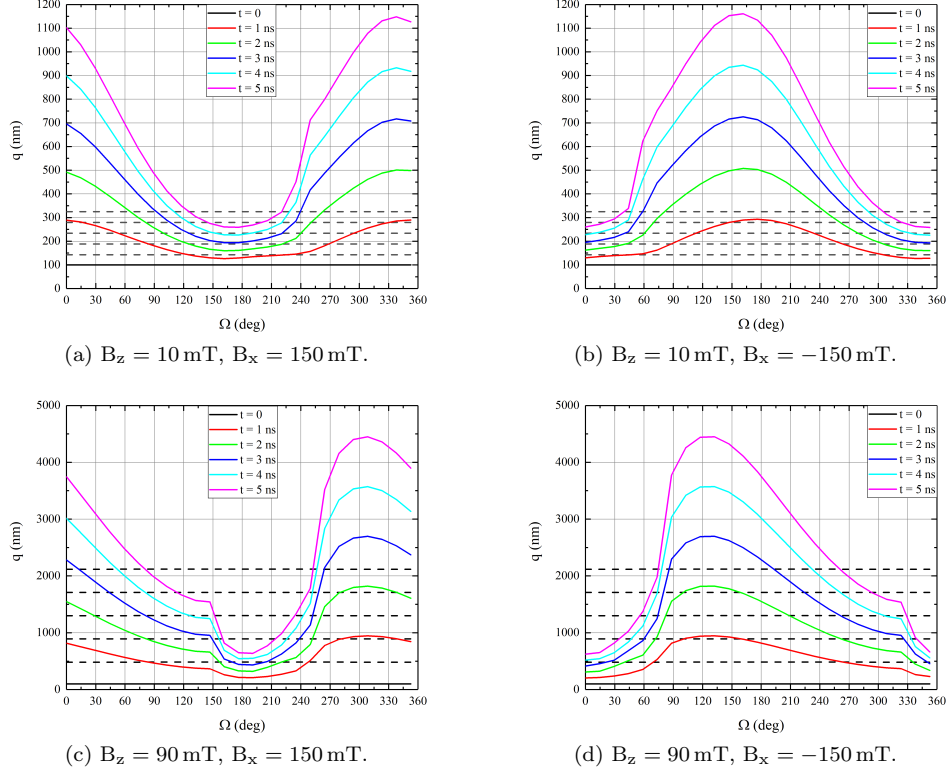 1200
1100
1000
900
800
700
600
500
400
300
200
100
0
q (nm)
t = 0
t = 1 ns
t = 2 ns
t = 3 ns
t = 4 ns
t = 5 ns
0 30 60 90 120 150 180 210 240 270 300 330 360
Ω (deg)
(a) Bz = 10 mT, Bx = 150 mT.
1200
1100
1000
900
800
700
600
500
400
300
200
100
0
q (nm)
t = 0
t = 1 ns
t = 2 ns
t = 3 ns
t = 4 ns
t = 5 ns
0 30 60 90 120 150 180 210 240 270 300 330 360
Ω (deg)
(b) Bz = 10 mT, Bx = −150 mT.
5000
4000
3000
2000
1000
0
q (nm)
t = 0
t = 1 ns
t = 2 ns
t = 3 ns
t = 4 ns
t = 5 ns
0 30 60 90 120 150 180 210 240 270 300 330 360
Ω (deg)
(c) Bz = 90 mT, Bx = 150 mT.
5000
4000
3000
2000
1000
0
q (nm)
t = 0
t = 1 ns
t = 2 ns
t = 3 ns
t = 4 ns
t = 5 ns
0 30 60 90 120 150 180 210 240 270 300 330 360
Ω (deg)
(d) Bz = 90 mT, Bx = −150 mT.